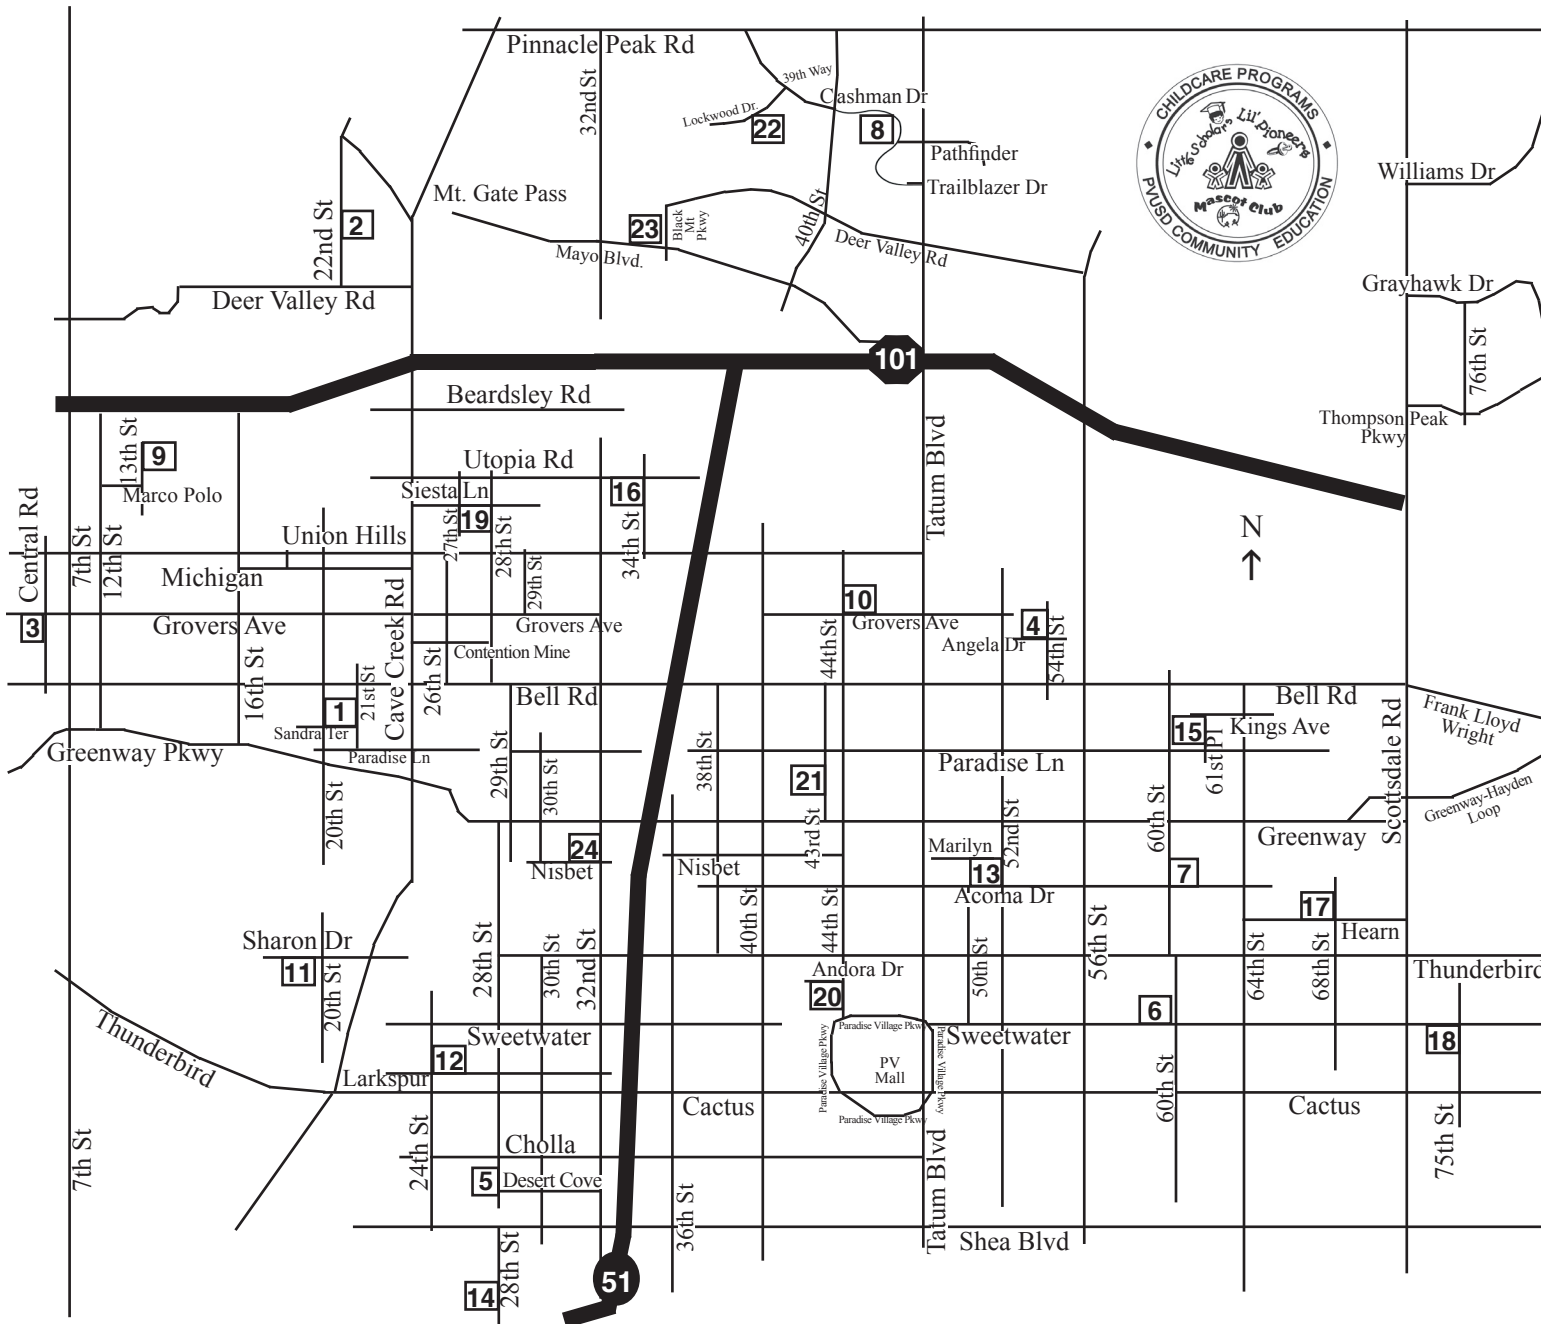 Pinnacle Peak Rd
32nd St
39th Way
Cashman Dr
Lockwood Dr.
22
8
Pathfinder
Trailblazer Dr
CHILDCARE PROGRAMS
Little Scholars Lil' Pioneers
Mascot Club
PVUSD COMMUNITY EDUCATION
Williams Dr
22nd St
2
Mt. Gate Pass
23
Black
Mt
Pkwy
40th St
Mayo Blvd.
Deer Valley Rd
Deer Valley Rd
Grayhawk Dr
76th St
101
Beardsley Rd
Thompson Peak
Pkwy
13th St
9
Marco Polo
Utopia Rd
Siesta Ln
16
19
27th St
28th St
34th St
Tatum Blvd
Central Rd
7th St
12th St
Union Hills
Michigan
29th St
N
3
Grovers Ave
Cave Creek Rd
Grovers Ave
Contention Mine
10
Grovers Ave
44th St
4
Angela Dr
54th St
16th St
21st St
26th St
Bell Rd
Bell Rd
1
Sandra Ter
Paradise Ln
Greenway Pkwy
20th St
29th St
30th St
38th St
21
43rd St
Paradise Ln
15
Kings Ave
61st Pl
60th St
52nd St
Scottsdale Rd
Frank Lloyd
Wright
Greenway-Hayden
Loop
Greenway
24
Nisbet
Nisbet
Marilyn
13
7
Acoma Dr
17
Hearn
Sharon Dr
11
20th St
28th St
30th St
32nd St
40th St
44th St
50th St
56th St
64th St
68th St
Thunderbird
Andora Dr
20
6
Thunderbird
Sweetwater
12
Larkspur
Paradise Village Pkwy
Paradise Village Pkwy
Paradise Village Pkwy
Paradise Village Pkwy
PV
Mall
Sweetwater
18
Cactus
Cactus
60th St
75th St
7th St
24th St
Cholla
5
Desert Cove
36th St
Tatum Blvd
Shea Blvd
14
28th St
51